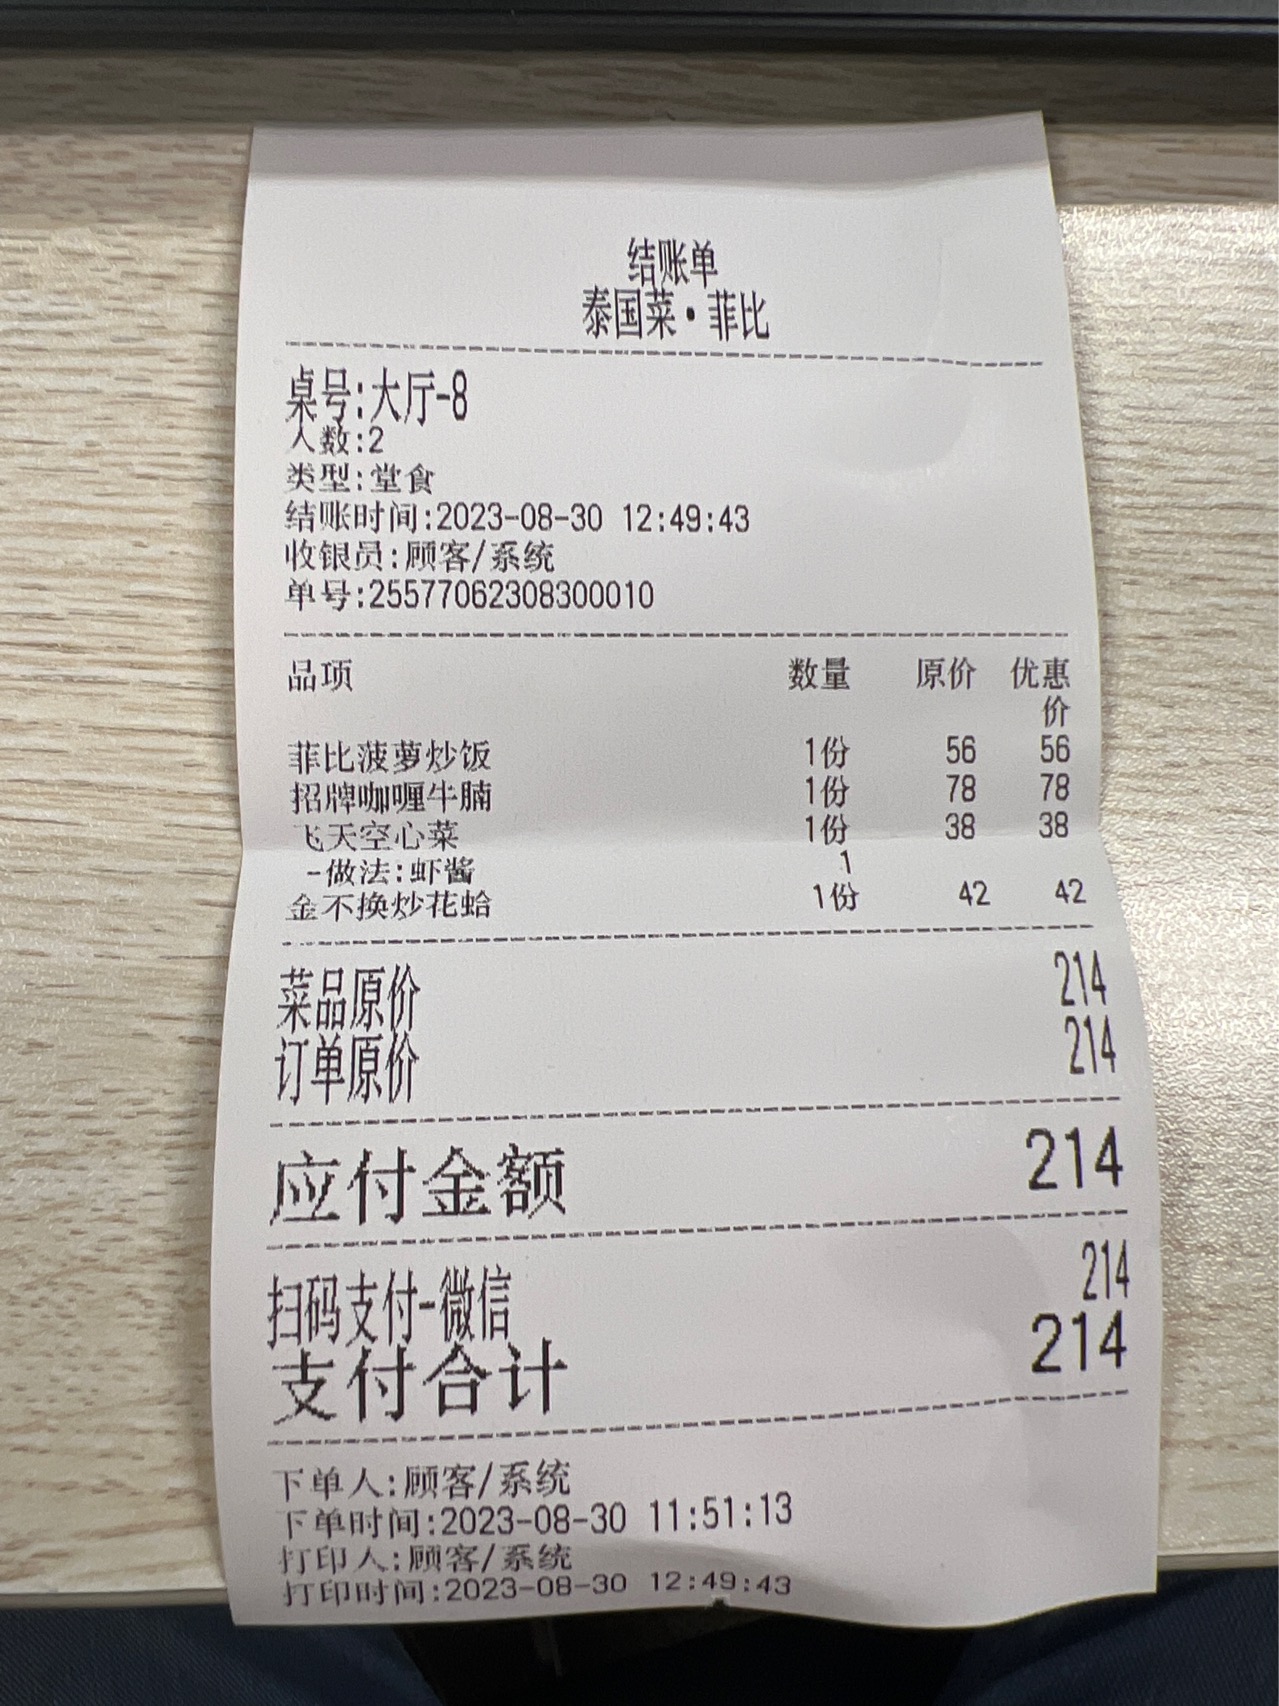 结账单
泰国菜·菲比
桌号:大厅-8
人数:2
类型:堂食
结账时间:2023-08-30 12:49:43
收银员:顾客/系统
单号:25577062308300010
品项 数量 原价 优惠
价
菲比菠萝炒饭 1份 56 56
招牌咖喱牛腩 1份 78 78
飞天空心菜 1份 38 38
-做法:虾酱 1
金不换炒花蛤 1份 42 42
菜品原价 214
订单原价 214
应付金额 214
扫码支付-微信 214
支付合计 214
下单人:顾客/系统
下单时间:2023-08-30 11:51:13
打印人:顾客/系统
打印时间:2023-08-30 12:49:43